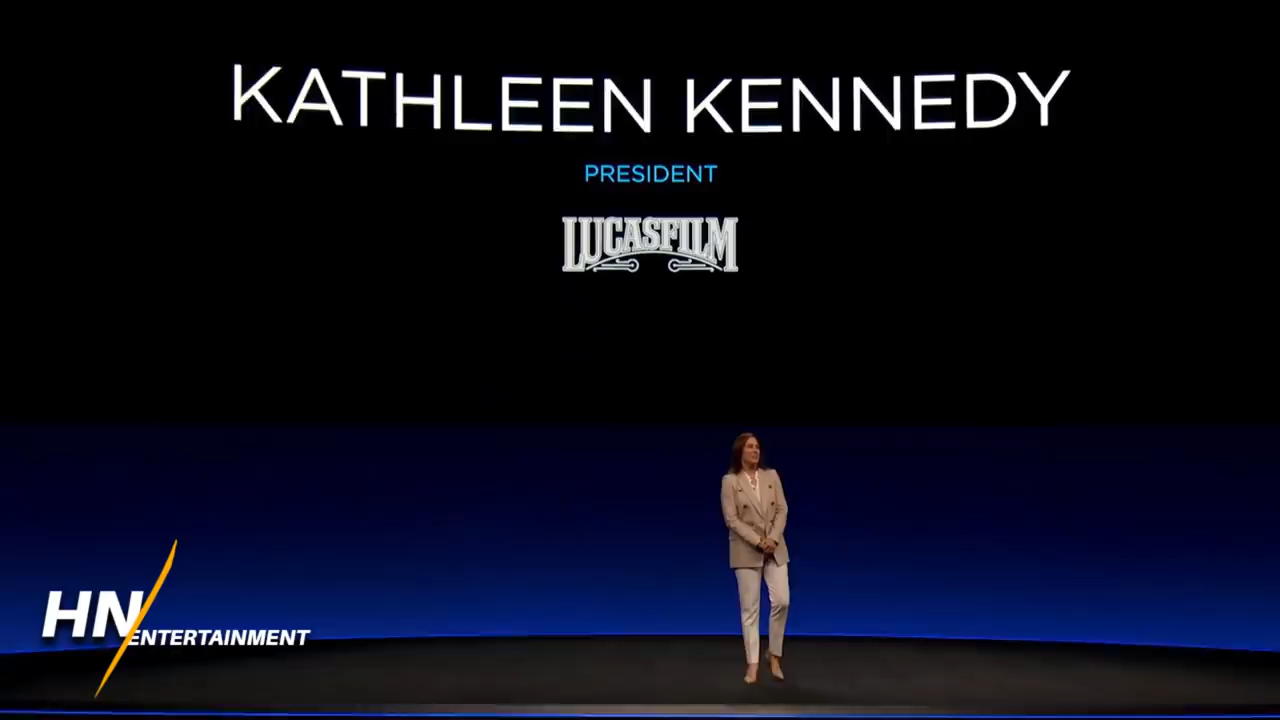 KATHLEEN KENNEDY
PRESIDENT
LUCASFILM
HN
ENTERTAINMENT